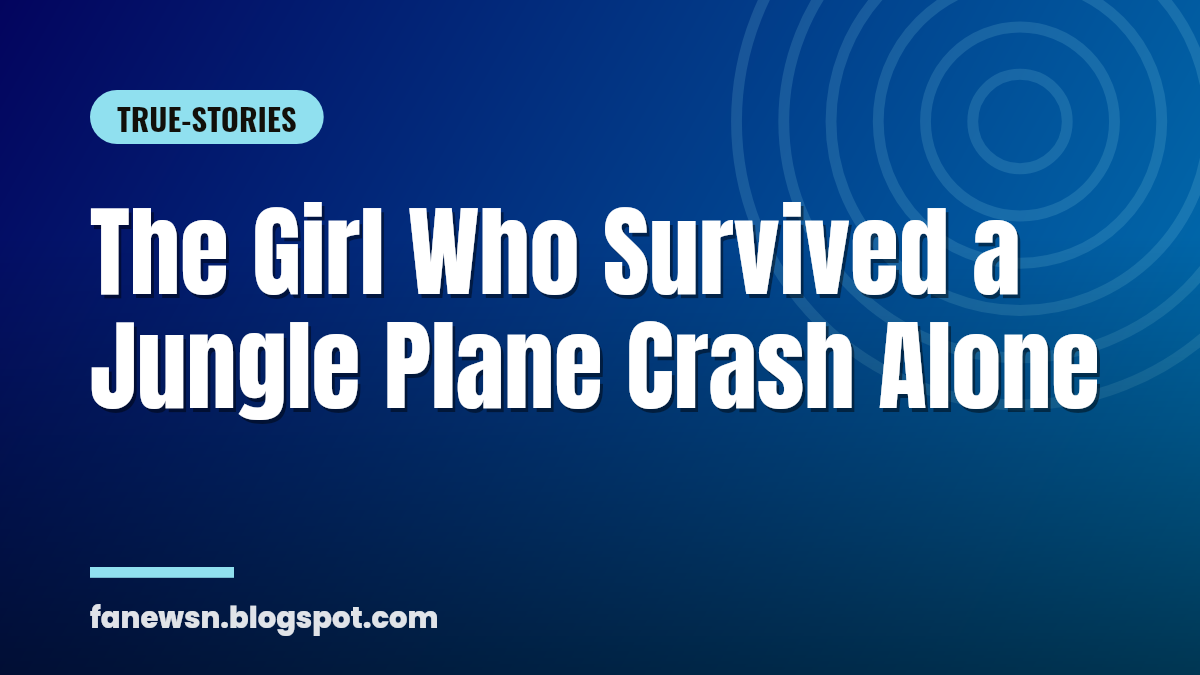 TRUE-STORIES
The Girl Who Survived a
Jungle Plane Crash Alone
fanewsn.blogspot.com